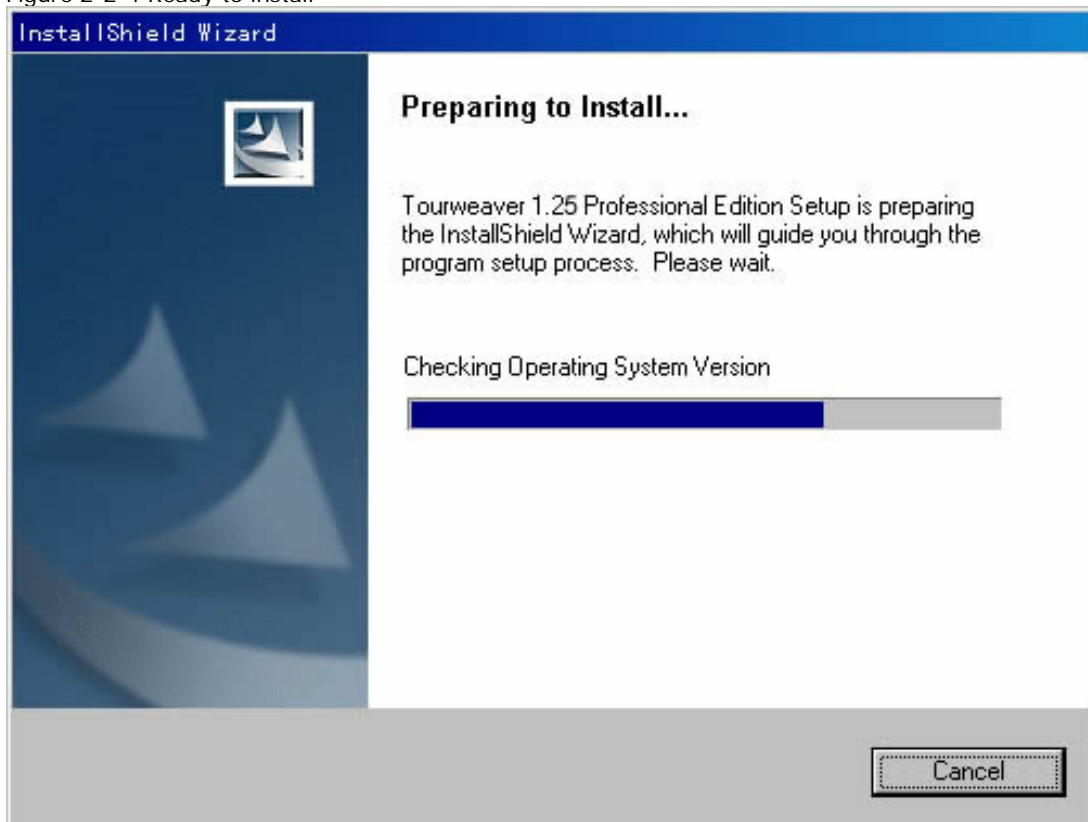 Figure 2-2-1 Ready to Install
InstallShield Wizard
Preparing to Install...
Tourweaver 1.25 Professional Edition Setup is preparing
the InstallShield Wizard, which will guide you through the
program setup process. Please wait.
Checking Operating System Version
Cancel